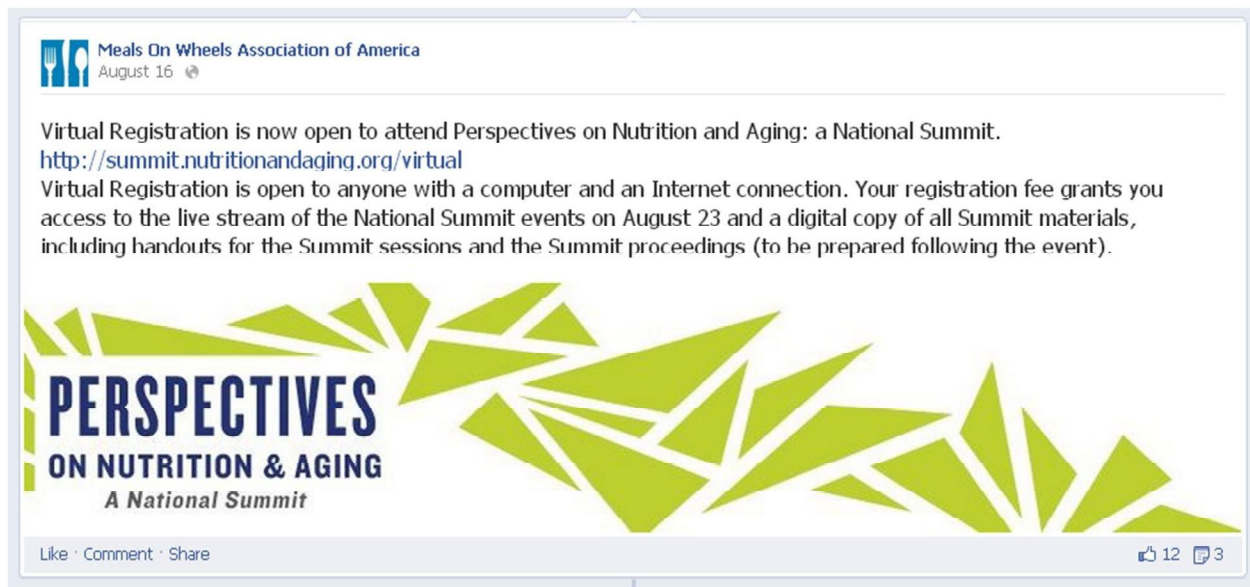 Meals On Wheels Association of America
August 16
Virtual Registration is now open to attend Perspectives on Nutrition and Aging: a National Summit.
http://summit.nutritionandaging.org/virtual
Virtual Registration is open to anyone with a computer and an Internet connection. Your registration fee grants you
access to the live stream of the National Summit events on August 23 and a digital copy of all Summit materials,
including handouts for the Summit sessions and the Summit proceedings (to be prepared following the event).
PERSPECTIVES
ON NUTRITION & AGING
A National Summit
Like · Comment · Share 12 3